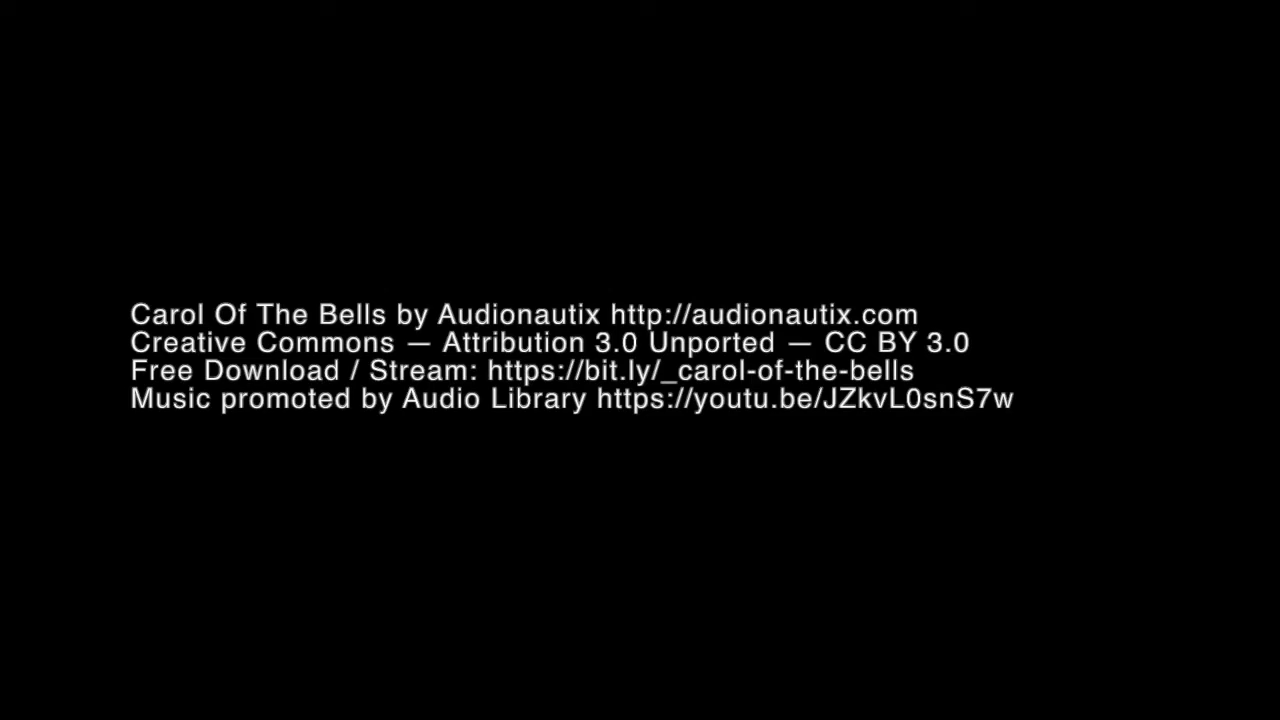 Carol Of The Bells by Audionautix http://audionautix.com
Creative Commons — Attribution 3.0 Unported — CC BY 3.0
Free Download / Stream: https://bit.ly/_carol-of-the-bells
Music promoted by Audio Library https://youtu.be/JZkvL0snS7w